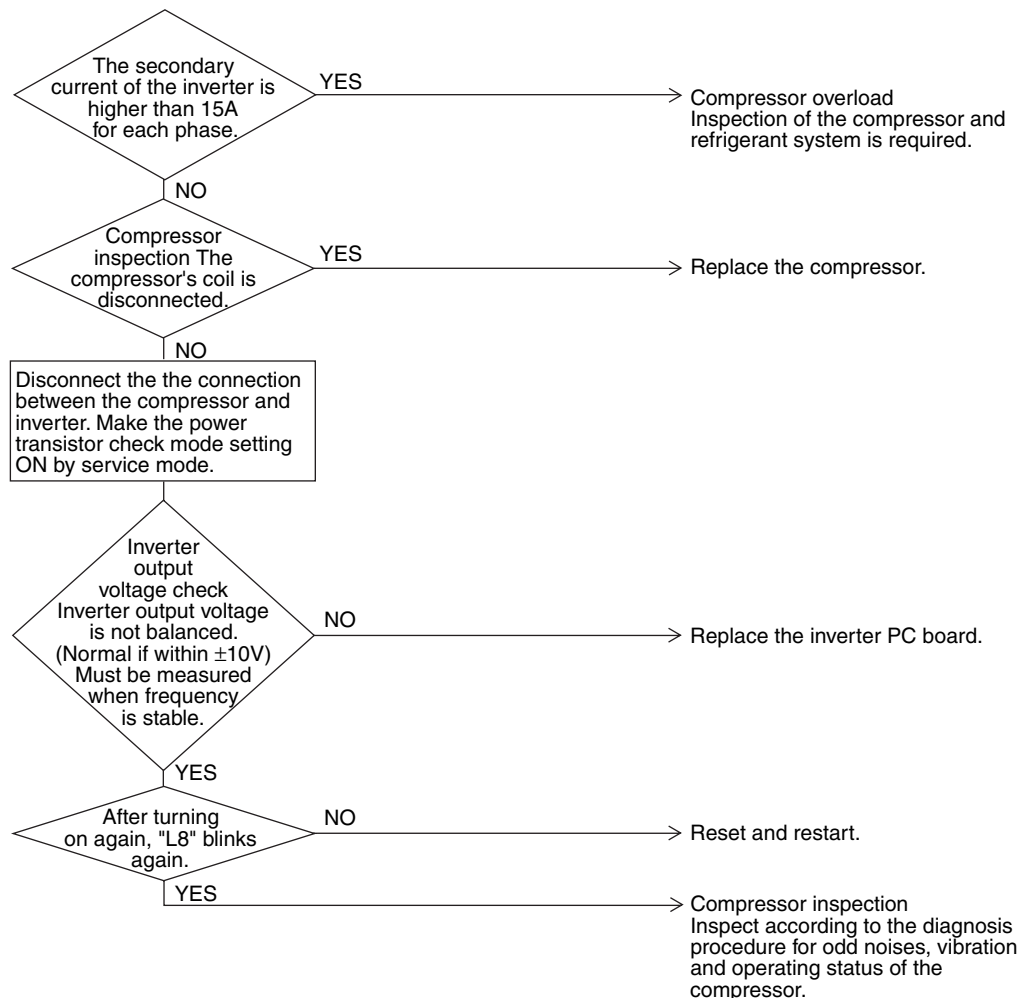 The secondary
current of the inverter is
higher than 15A
for each phase.
YES
Compressor overload
Inspection of the compressor and
refrigerant system is required.
NO
Compressor
inspection The
compressor's coil is
disconnected.
YES
Replace the compressor.
NO
Disconnect the the connection
between the compressor and
inverter. Make the power
transistor check mode setting
ON by service mode.
Inverter
output
voltage check
Inverter output voltage
is not balanced.
(Normal if within ±10V)
Must be measured
when frequency
is stable.
NO
Replace the inverter PC board.
YES
After turning
on again, "L8" blinks
again.
NO
Reset and restart.
YES
Compressor inspection
Inspect according to the diagnosis
procedure for odd noises, vibration
and operating status of the
compressor.